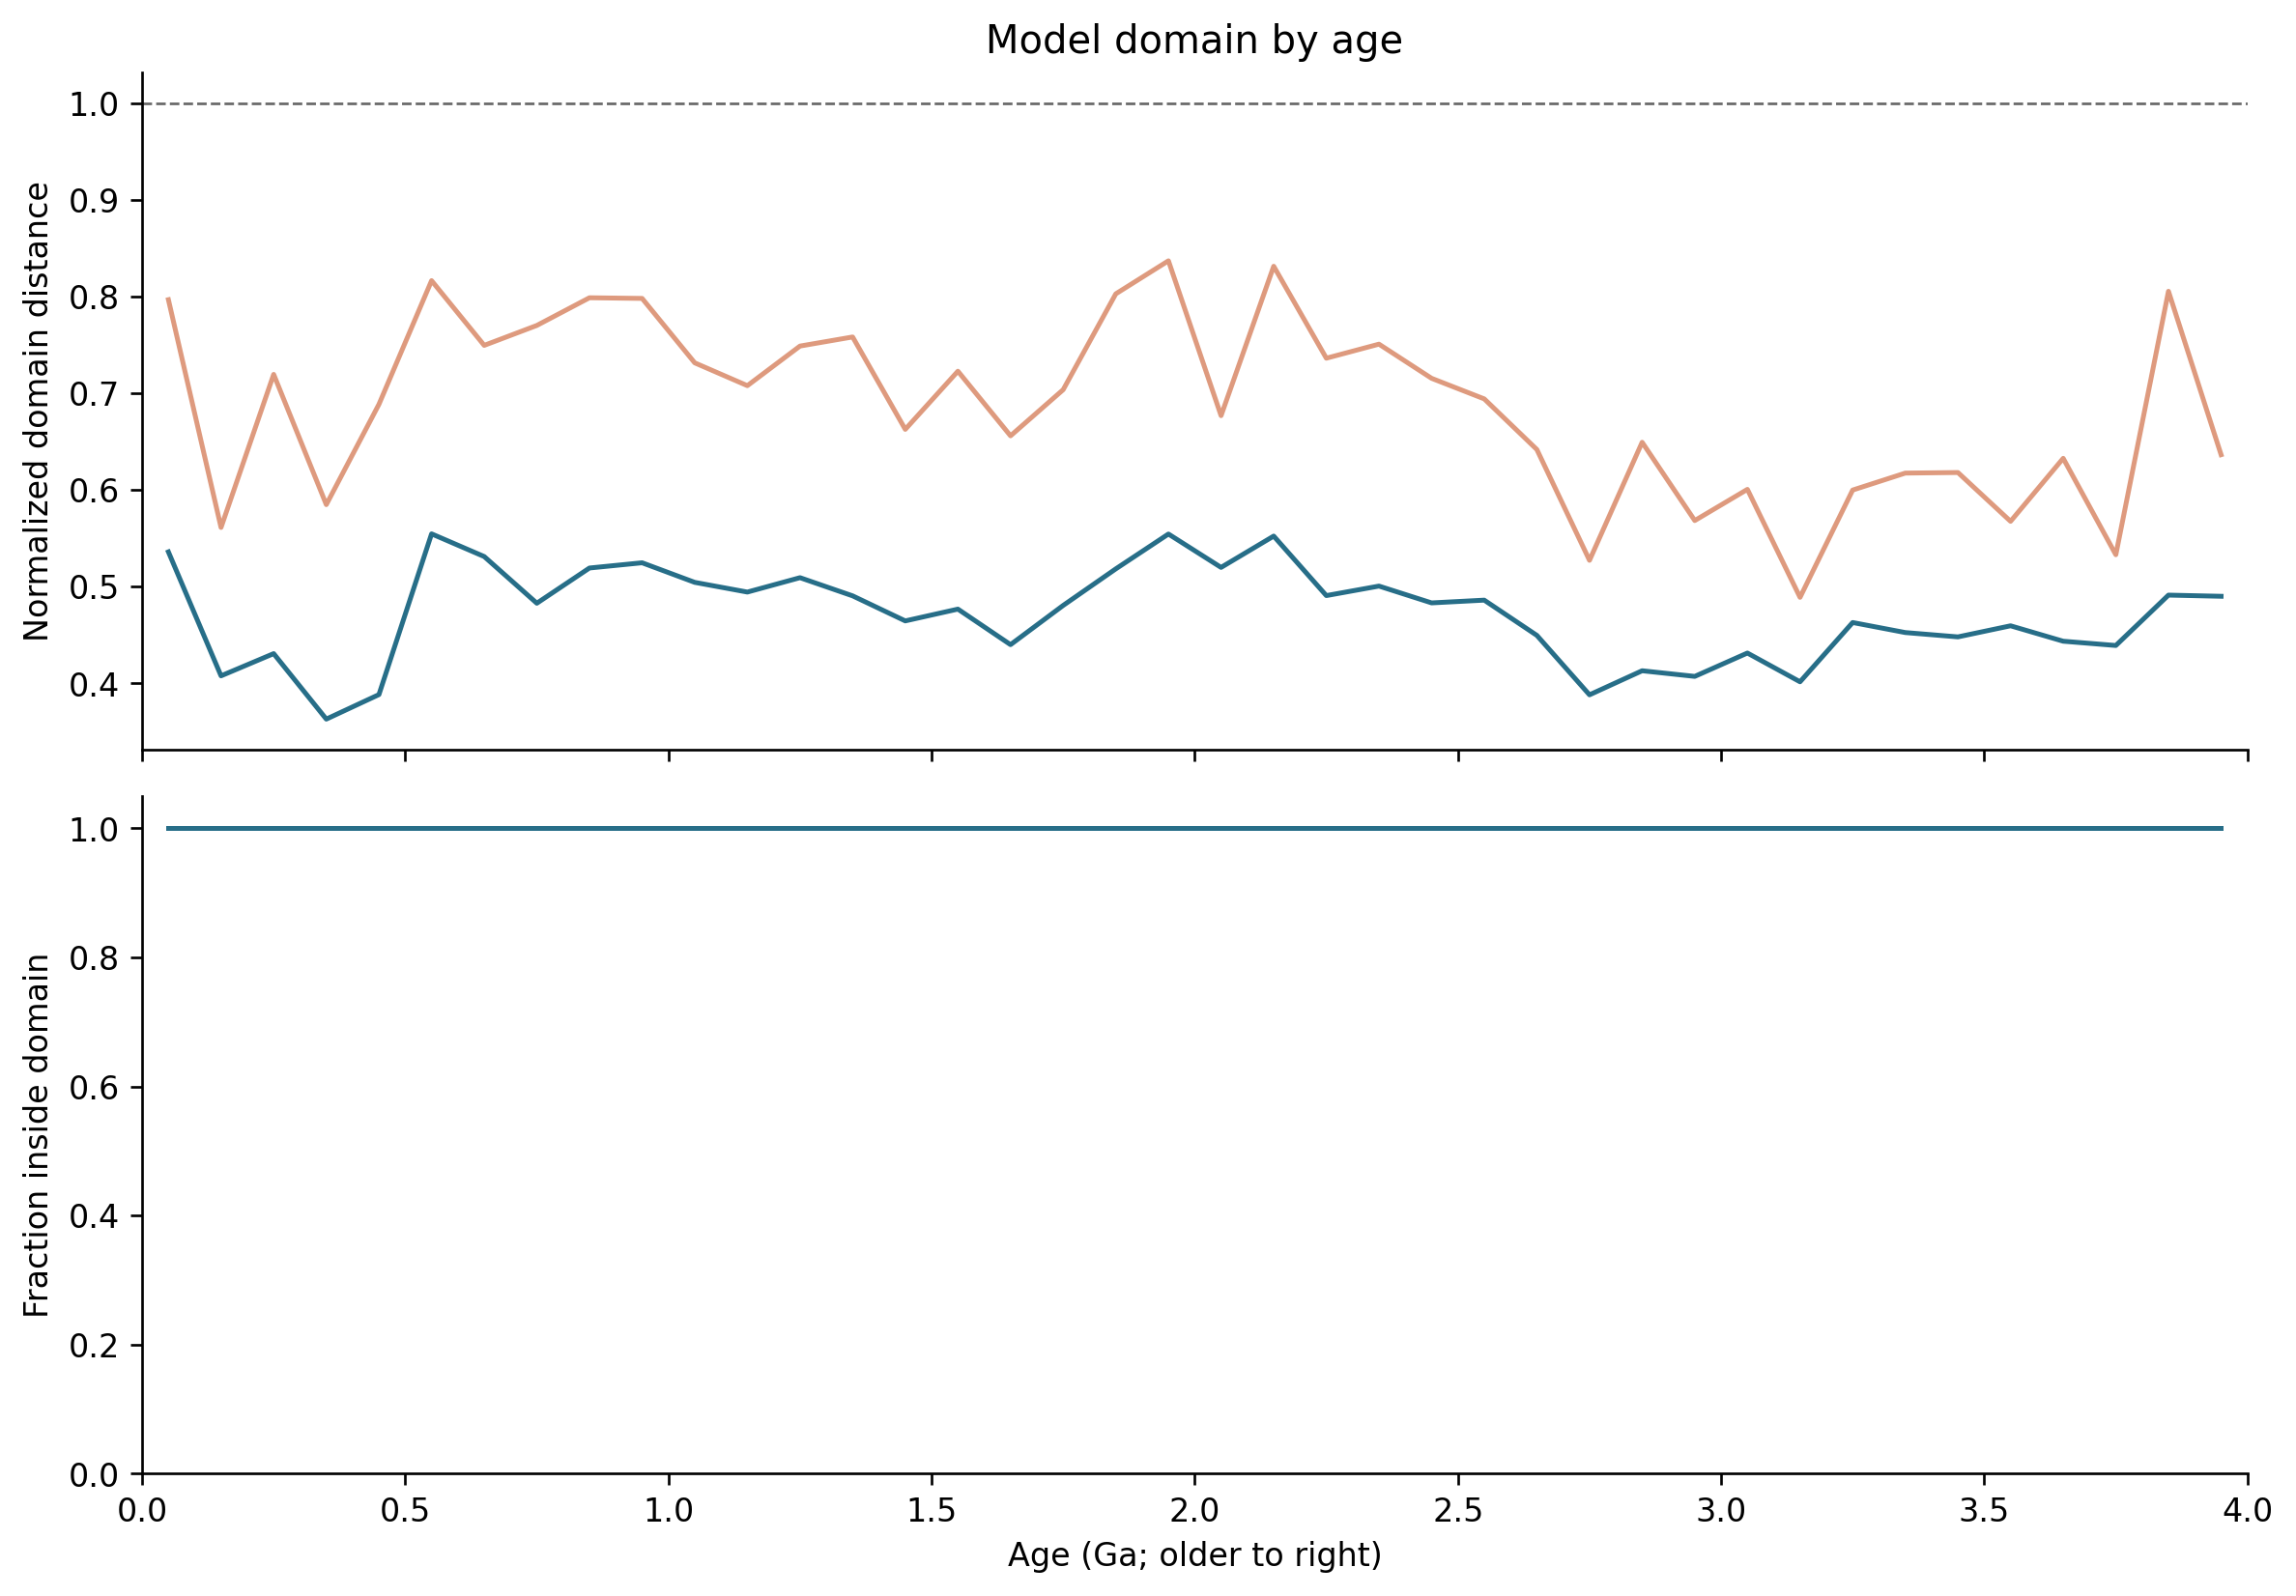 Model domain by age
Normalized domain distance
1.0
0.9
0.8
0.7
0.6
0.5
0.4
Fraction inside domain
1.0
0.8
0.6
0.4
0.2
0.0
0.0 0.5 1.0 1.5 2.0 2.5 3.0 3.5 4.0
Age (Ga; older to right)